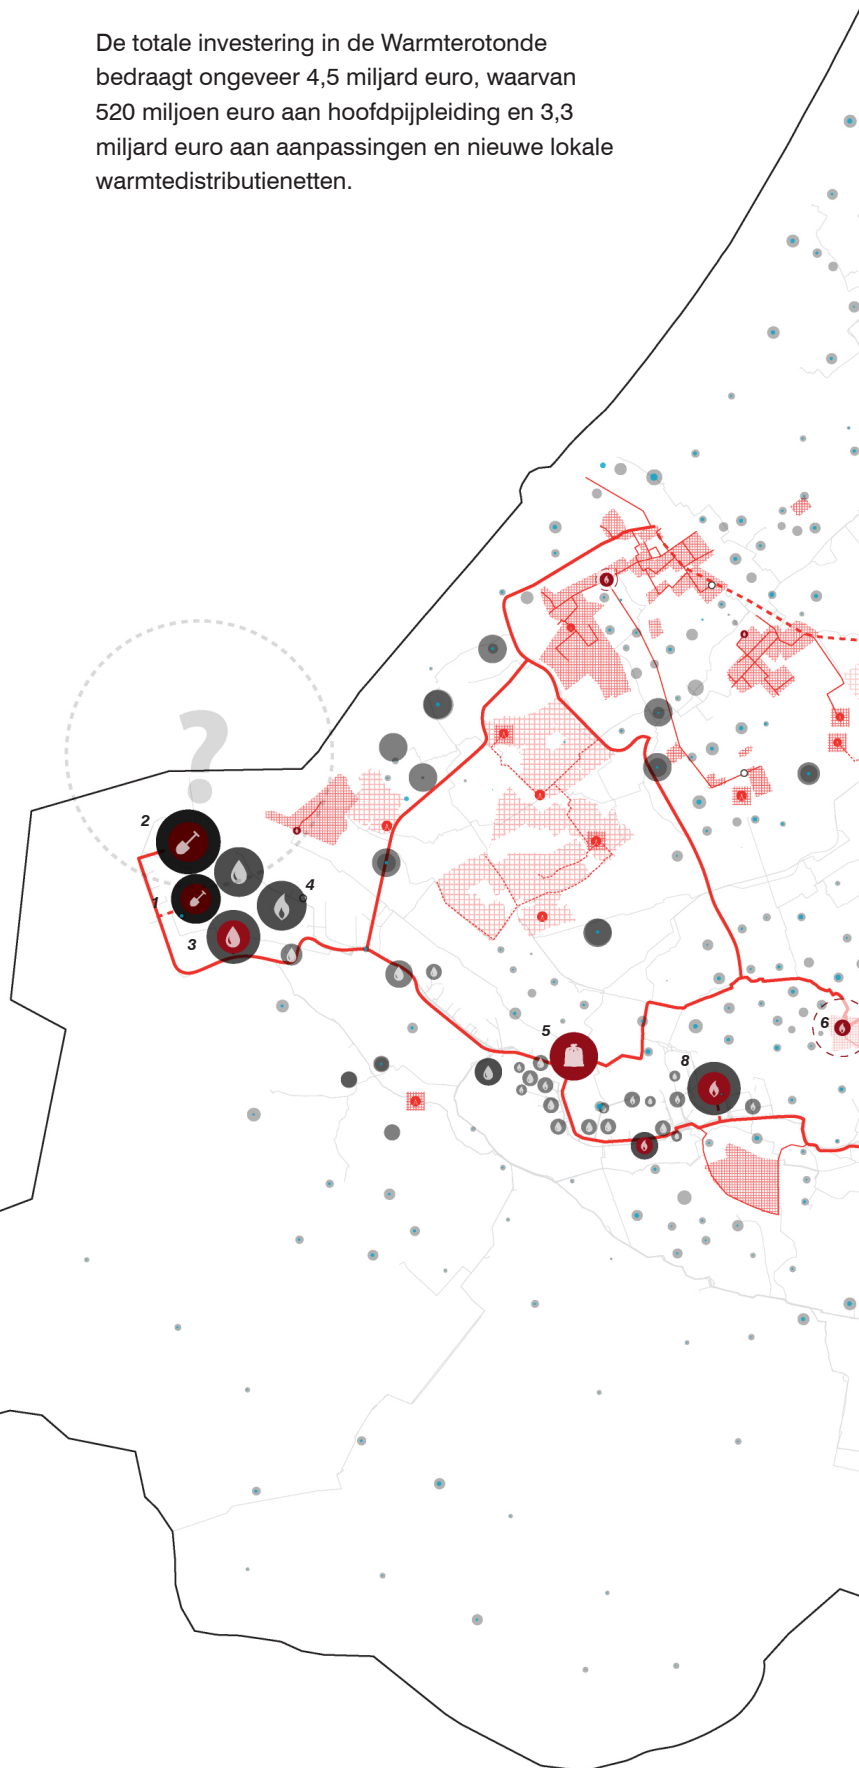 De totale investering in de Warmterotonde
bedraagt ongeveer 4,5 miljard euro, waarvan
520 miljoen euro aan hoofdpijpleiding en 3,3
miljard euro aan aanpassingen en nieuwe lokale
warmtedistributienetten.
?
2
4
1
3
5
6
8